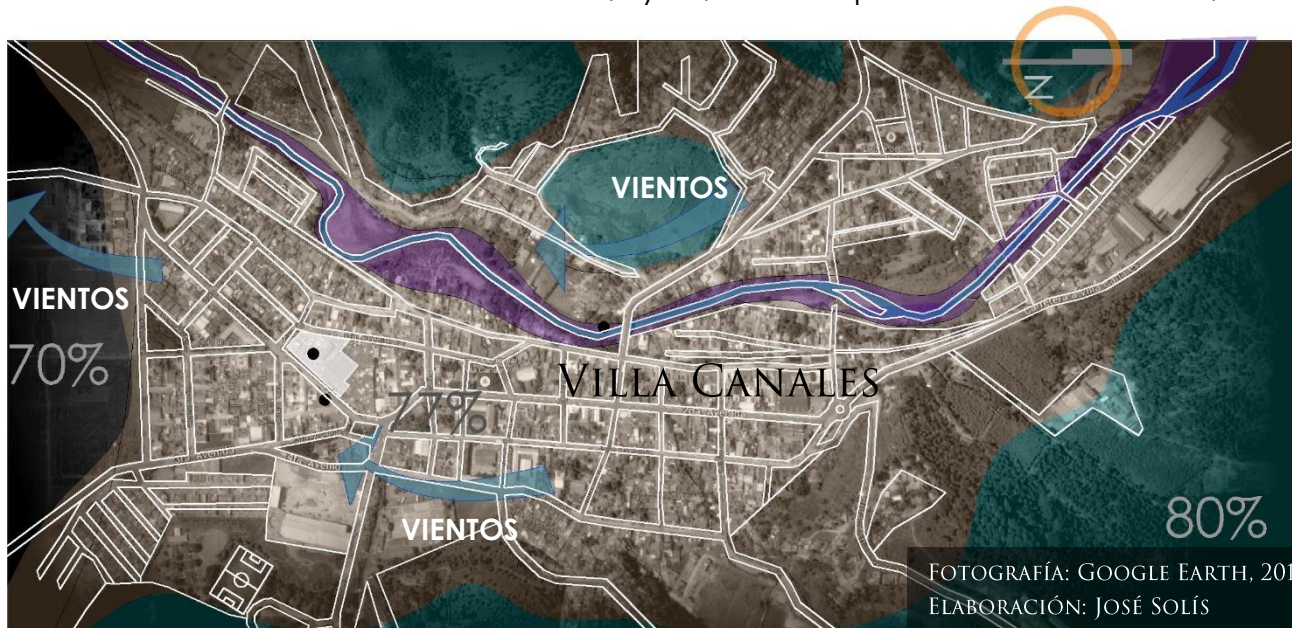 VIENTOS
VIENTOS
70%
VILLA CANALES
77%
VIENTOS
80%
FOTOGRAFÍA: GOOGLE EARTH, 201
ELABORACIÓN: JOSÉ SOLÍS
N